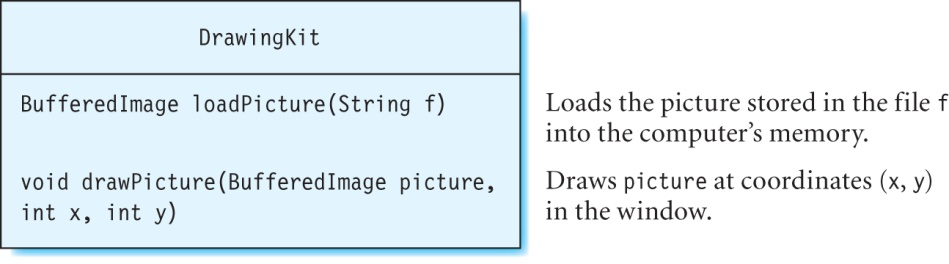 DrawingKit
BufferedImage loadPicture(String f)
Loads the picture stored in the file f
into the computer’s memory.
void drawPicture(BufferedImage picture,
int x, int y)
Draws picture at coordinates (x, y)
in the window.